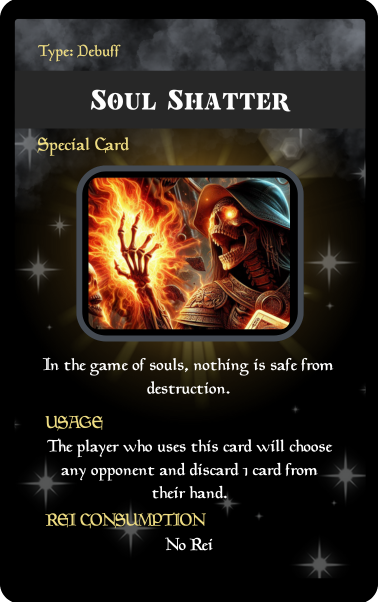 Type: Debuff
Soul Shatter
Special Card
In the game of souls, nothing is safe from
destruction.
USAGE
The player who uses this card will choose
any opponent and discard 1 card from
their hand.
REI CONSUMPTION
No Rei